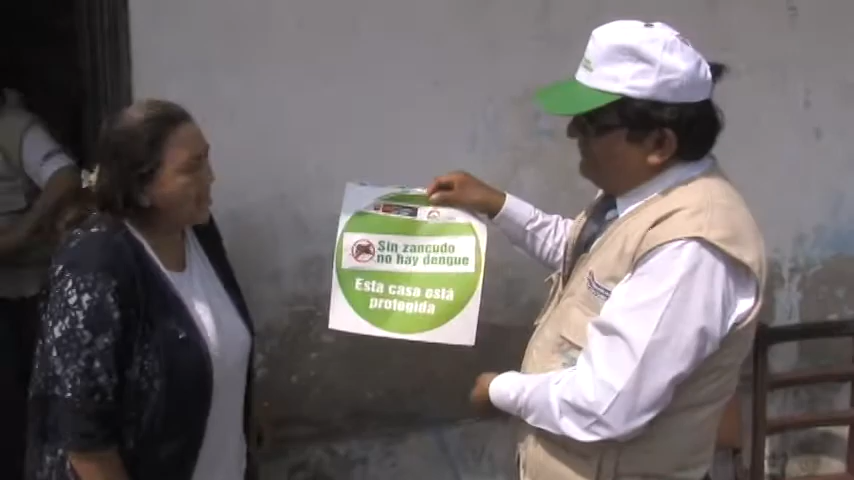 Sin zancudo
no hay dengue
Esta casa está
protegida